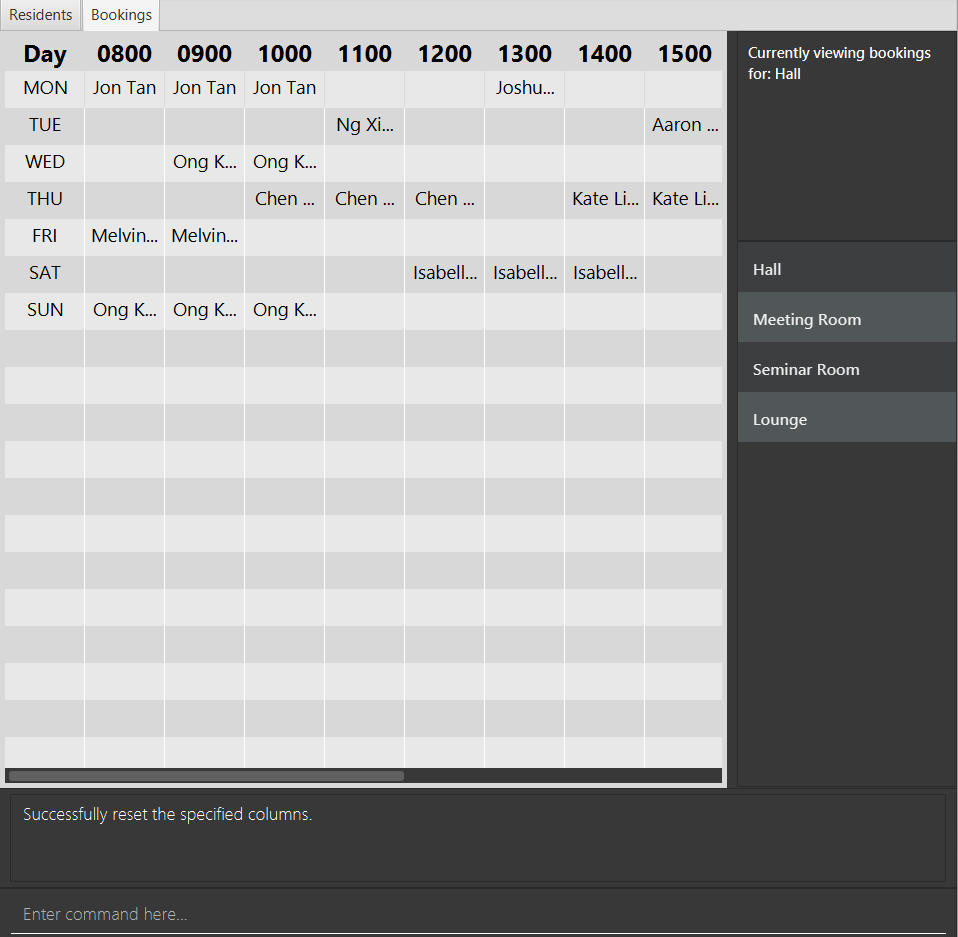 Residents Bookings
Day 0800 0900 1000 1100 1200 1300 1400 1500
MON Jon Tan Jon Tan Jon Tan Joshu...
TUE Ng Xi... Aaron ...
WED Ong K... Ong K...
THU Chen ... Chen ... Chen ... Kate Li... Kate Li...
FRI Melvin... Melvin...
SAT Isabell... Isabell... Isabell...
SUN Ong K... Ong K... Ong K...
Currently viewing bookings
for: Hall
Hall
Meeting Room
Seminar Room
Lounge
Successfully reset the specified columns.
Enter command here...